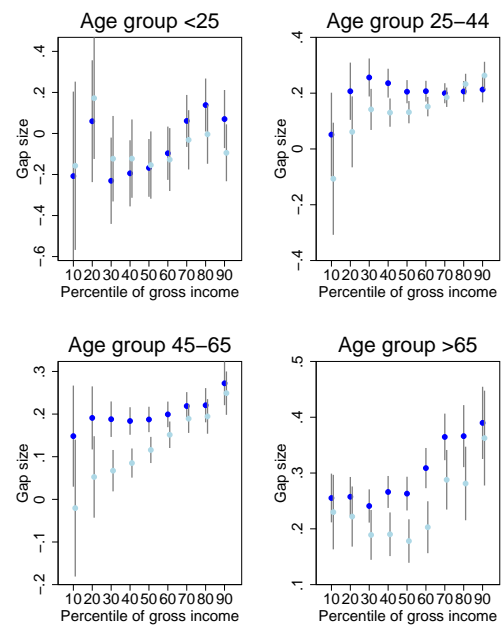 Age group <25
Gap size
.4
.2
0
−.2
−.4
−.6
10 20 30 40 50 60 70 80 90
Percentile of gross income
Age group 25−44
Gap size
.4
.2
0
−.2
−.4
10 20 30 40 50 60 70 80 90
Percentile of gross income
Age group 45−65
Gap size
.3
.2
.1
0
−.1
−.2
10 20 30 40 50 60 70 80 90
Percentile of gross income
Age group >65
Gap size
.5
.4
.3
.2
.1
10 20 30 40 50 60 70 80 90
Percentile of gross income